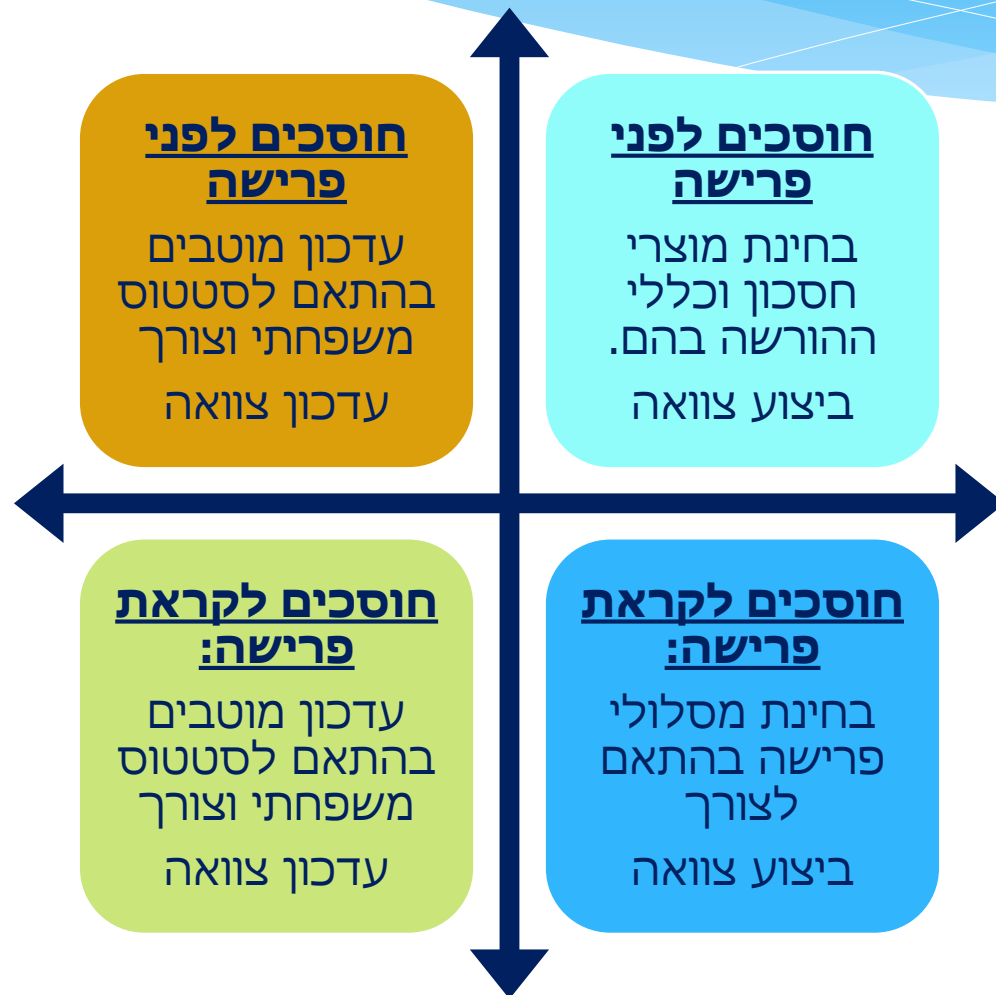 חוסכים לפני
פרישה
בחינת מוצרי
חסכון וכללי
ההורשה בהם.
ביצוע צוואה
חוסכים לפני
פרישה
עדכון מוטבים
בהתאם לסטטוס
משפחתי וצורך
עדכון צוואה
חוסכים לקראת
פרישה:
בחינת מסלולי
פרישה בהתאם
לצורך
ביצוע צוואה
חוסכים לקראת
פרישה:
עדכון מוטבים
בהתאם לסטטוס
משפחתי וצורך
עדכון צוואה